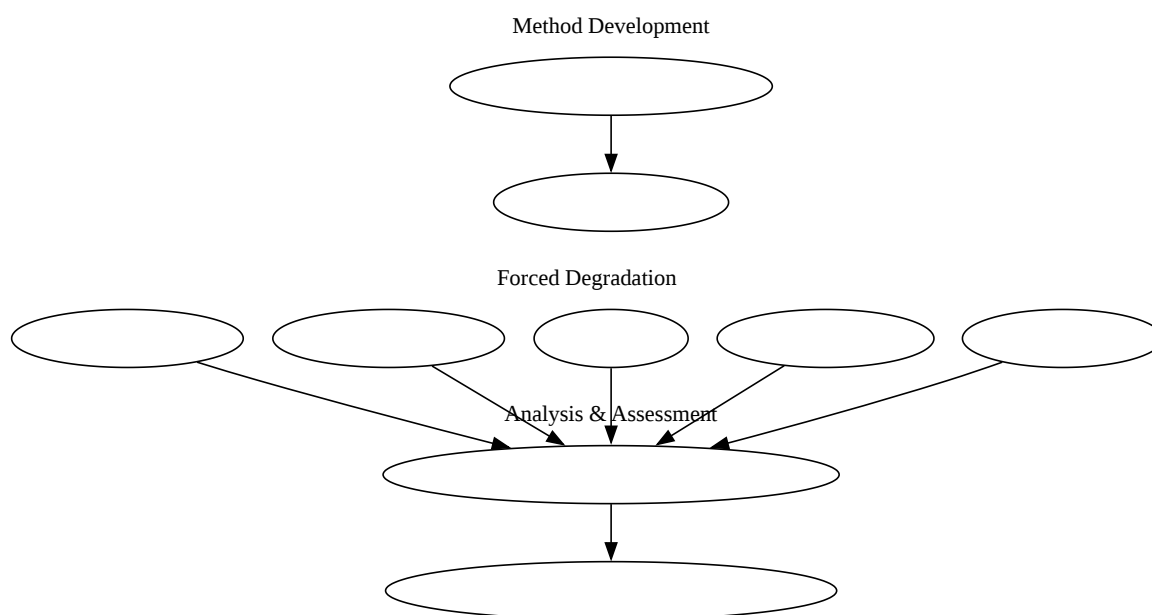 Method Development
Forced Degradation
Analysis & Assessment